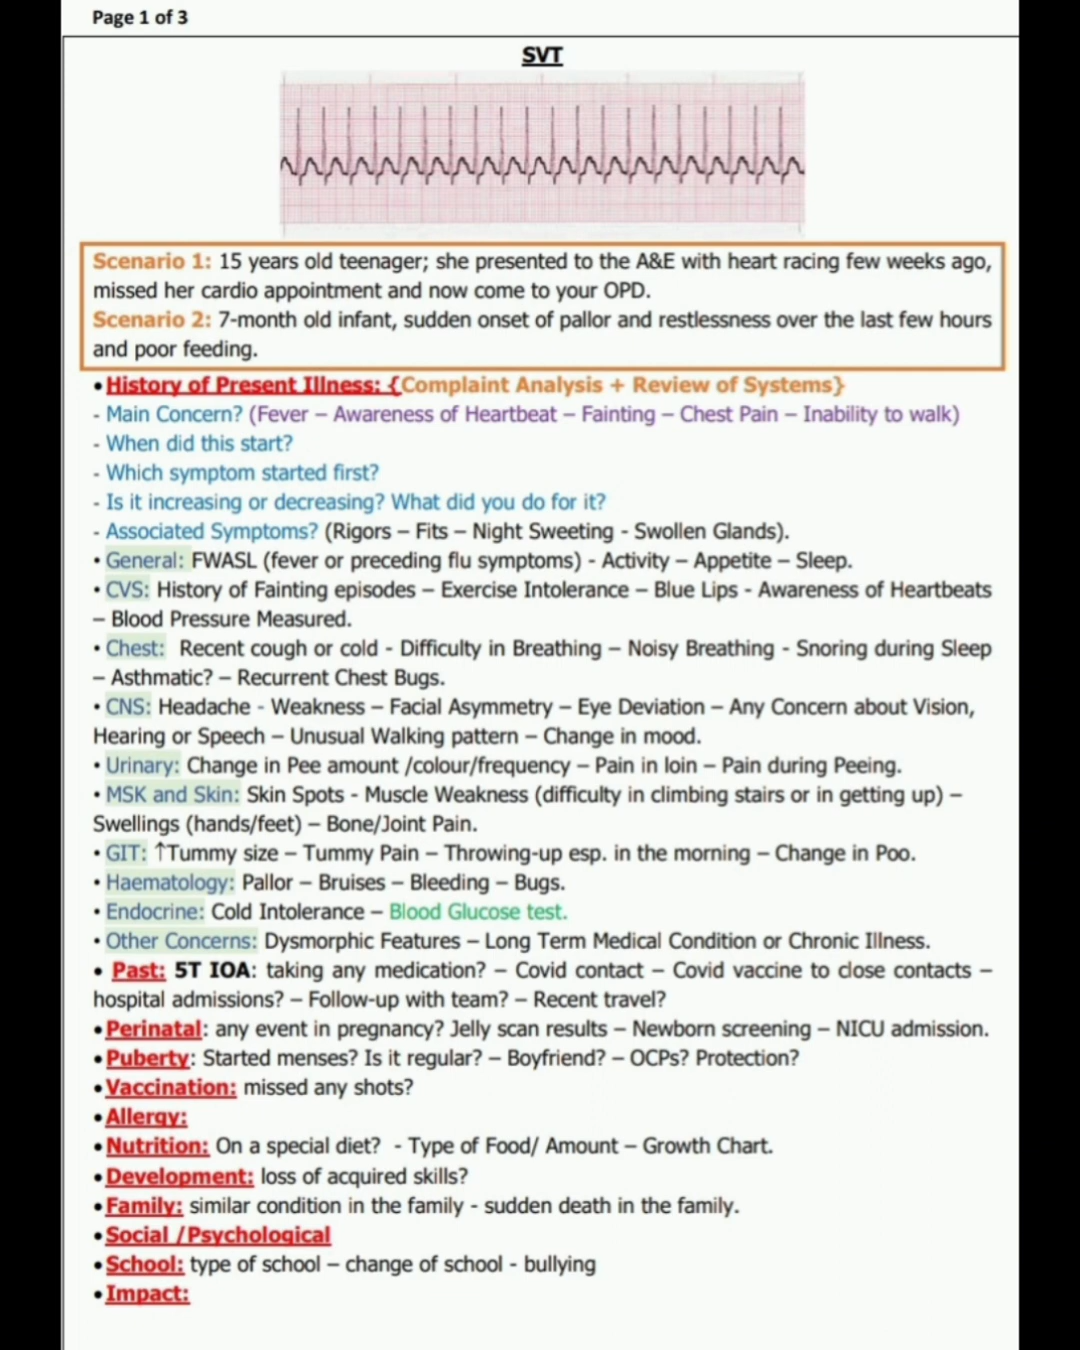 Page 1 of 3
SVT
Scenario 1: 15 years old teenager; she presented to the A&E with heart racing few weeks ago,
missed her cardio appointment and now come to your OPD.
Scenario 2: 7-month old infant, sudden onset of pallor and restlessness over the last few hours
and poor feeding.
•History of Present Illness: {Complaint Analysis + Review of Systems}
- Main Concern? (Fever – Awareness of Heartbeat – Fainting – Chest Pain – Inability to walk)
- When did this start?
- Which symptom started first?
- Is it increasing or decreasing? What did you do for it?
- Associated Symptoms? (Rigors – Fits – Night Sweeting - Swollen Glands).
• General: FWASL (fever or preceding flu symptoms) - Activity – Appetite – Sleep.
• CVS: History of Fainting episodes – Exercise Intolerance – Blue Lips - Awareness of Heartbeats
– Blood Pressure Measured.
• Chest: Recent cough or cold - Difficulty in Breathing – Noisy Breathing - Snoring during Sleep
– Asthmatic? – Recurrent Chest Bugs.
• CNS: Headache - Weakness – Facial Asymmetry – Eye Deviation – Any Concern about Vision,
Hearing or Speech – Unusual Walking pattern – Change in mood.
• Urinary: Change in Pee amount /colour/frequency – Pain in loin – Pain during Peeing.
• MSK and Skin: Skin Spots - Muscle Weakness (difficulty in climbing stairs or in getting up) –
Swellings (hands/feet) – Bone/Joint Pain.
• GIT: ↑Tummy size – Tummy Pain – Throwing-up esp. in the morning – Change in Poo.
• Haematology: Pallor – Bruises – Bleeding – Bugs.
• Endocrine: Cold Intolerance – Blood Glucose test.
• Other Concerns: Dysmorphic Features – Long Term Medical Condition or Chronic Illness.
• Past: 5T IOA: taking any medication? – Covid contact – Covid vaccine to close contacts –
hospital admissions? – Follow-up with team? – Recent travel?
•Perinatal: any event in pregnancy? Jelly scan results – Newborn screening – NICU admission.
•Puberty: Started menses? Is it regular? – Boyfriend? – OCPs? Protection?
•Vaccination: missed any shots?
•Allergy:
•Nutrition: On a special diet? - Type of Food/ Amount – Growth Chart.
•Development: loss of acquired skills?
•Family: similar condition in the family - sudden death in the family.
•Social /Psychological
•School: type of school – change of school - bullying
•Impact: